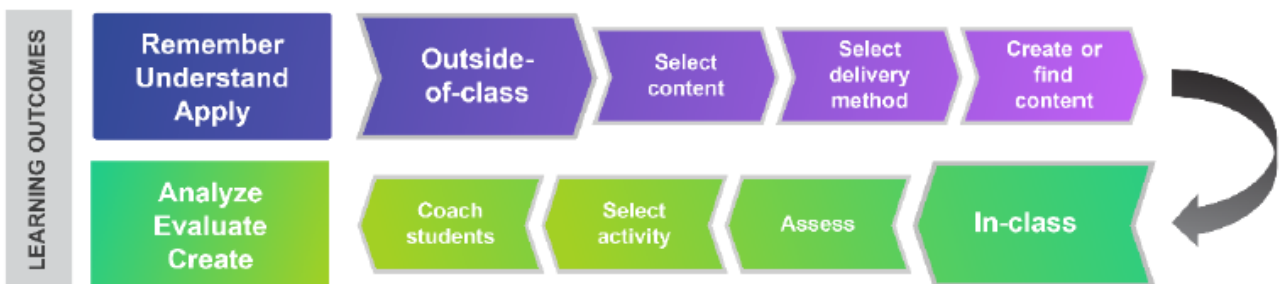 LEARNING OUTCOMES
Remember
Understand
Apply
Outside-
of-class
Select
content
Select
delivery
method
Create or
find
content
Analyze
Evaluate
Create
Coach
students
Select
activity
Assess
In-class